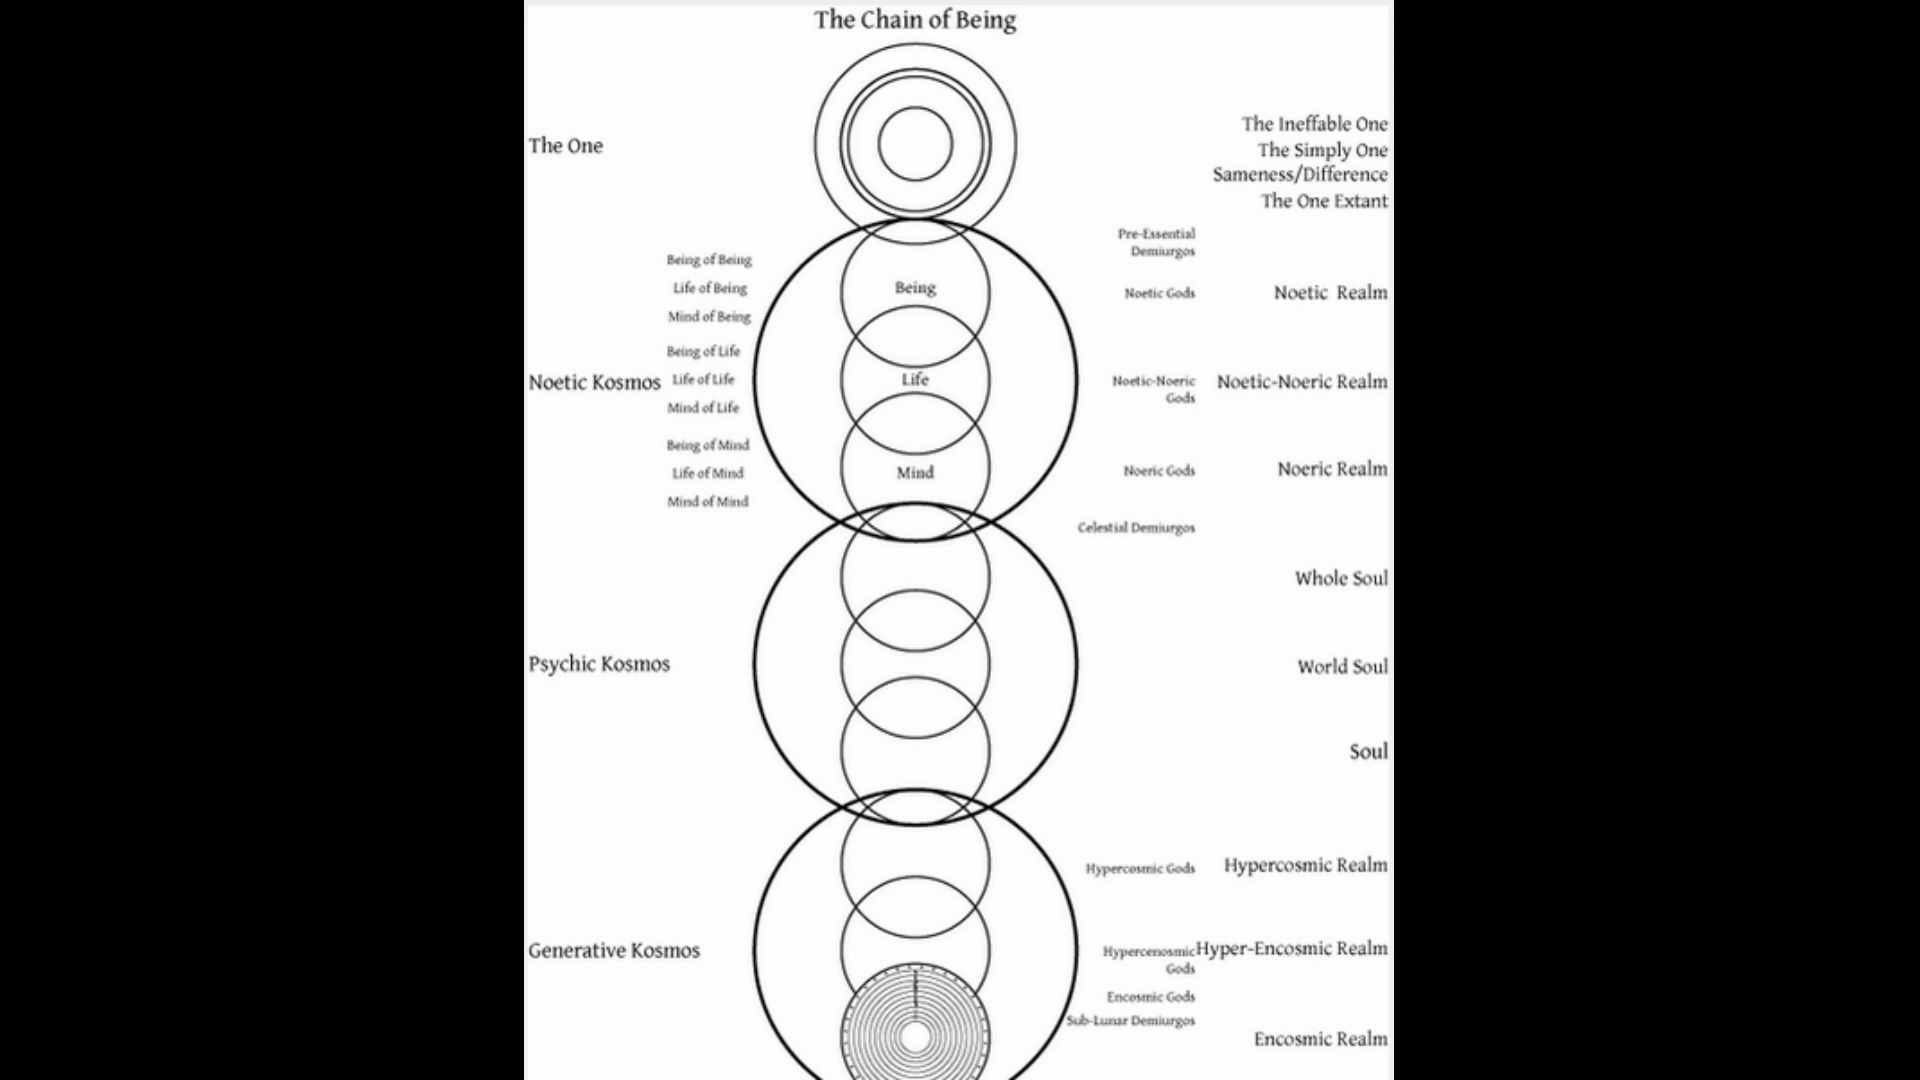 The Chain of Being
The One
The Ineffable One
The Simply One
Sameness/Difference
The One Extant
Pre-Essential
Demiurgos
Being of Being
Life of Being
Mind of Being
Being
Noetic Gods
Noetic Realm
Being of Life
Noetic Kosmos
Life of Life
Mind of Life
Life
Noetic-Noeric
Gods
Noetic-Noeric Realm
Being of Mind
Life of Mind
Mind of Mind
Mind
Noeric Gods
Noeric Realm
Celestial Demiurgos
Whole Soul
Psychic Kosmos
World Soul
Soul
Hypercosmic Gods
Hypercosmic Realm
Generative Kosmos
Hypercenosmic
Gods
Hyper-Encosmic Realm
Encosmic Gods
Sub-Lunar Demiurgos
Encosmic Realm